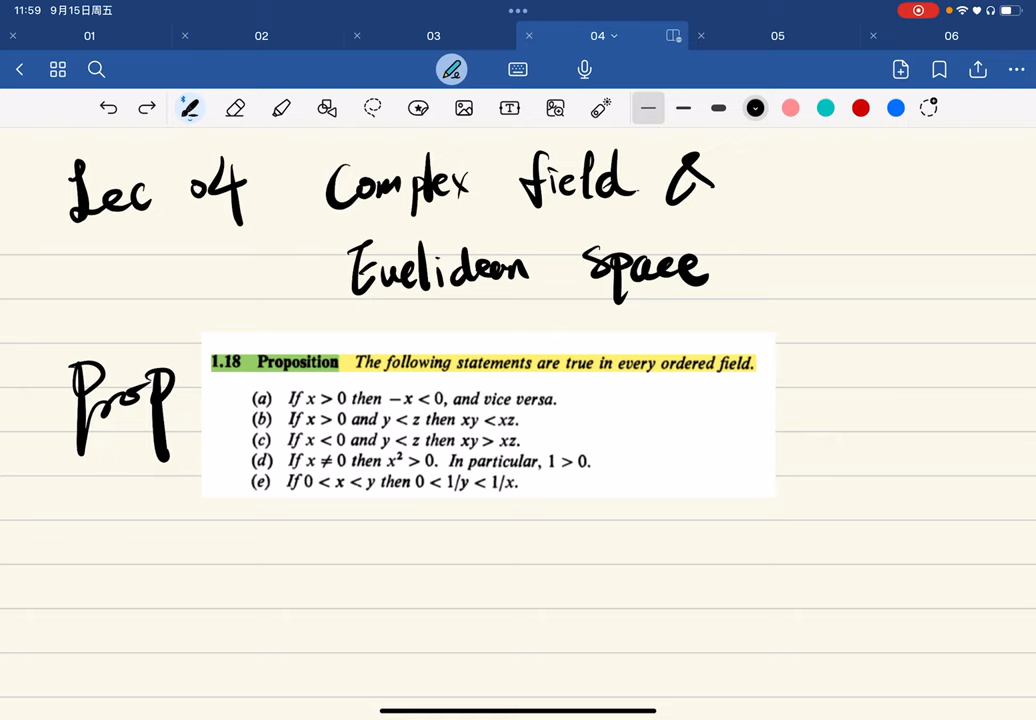 11:59 9月15日周五
01 02 03 04 05 06
Lec 04 Complex field &
Euclidean Space
Prop
1.18 Proposition The following statements are true in every ordered field.
(a) If x > 0 then −x < 0, and vice versa.
(b) If x > 0 and y < z then xy < xz.
(c) If x < 0 and y < z then xy > xz.
(d) If x ≠ 0 then x² > 0. In particular, 1 > 0.
(e) If 0 < x < y then 0 < 1/y < 1/x.